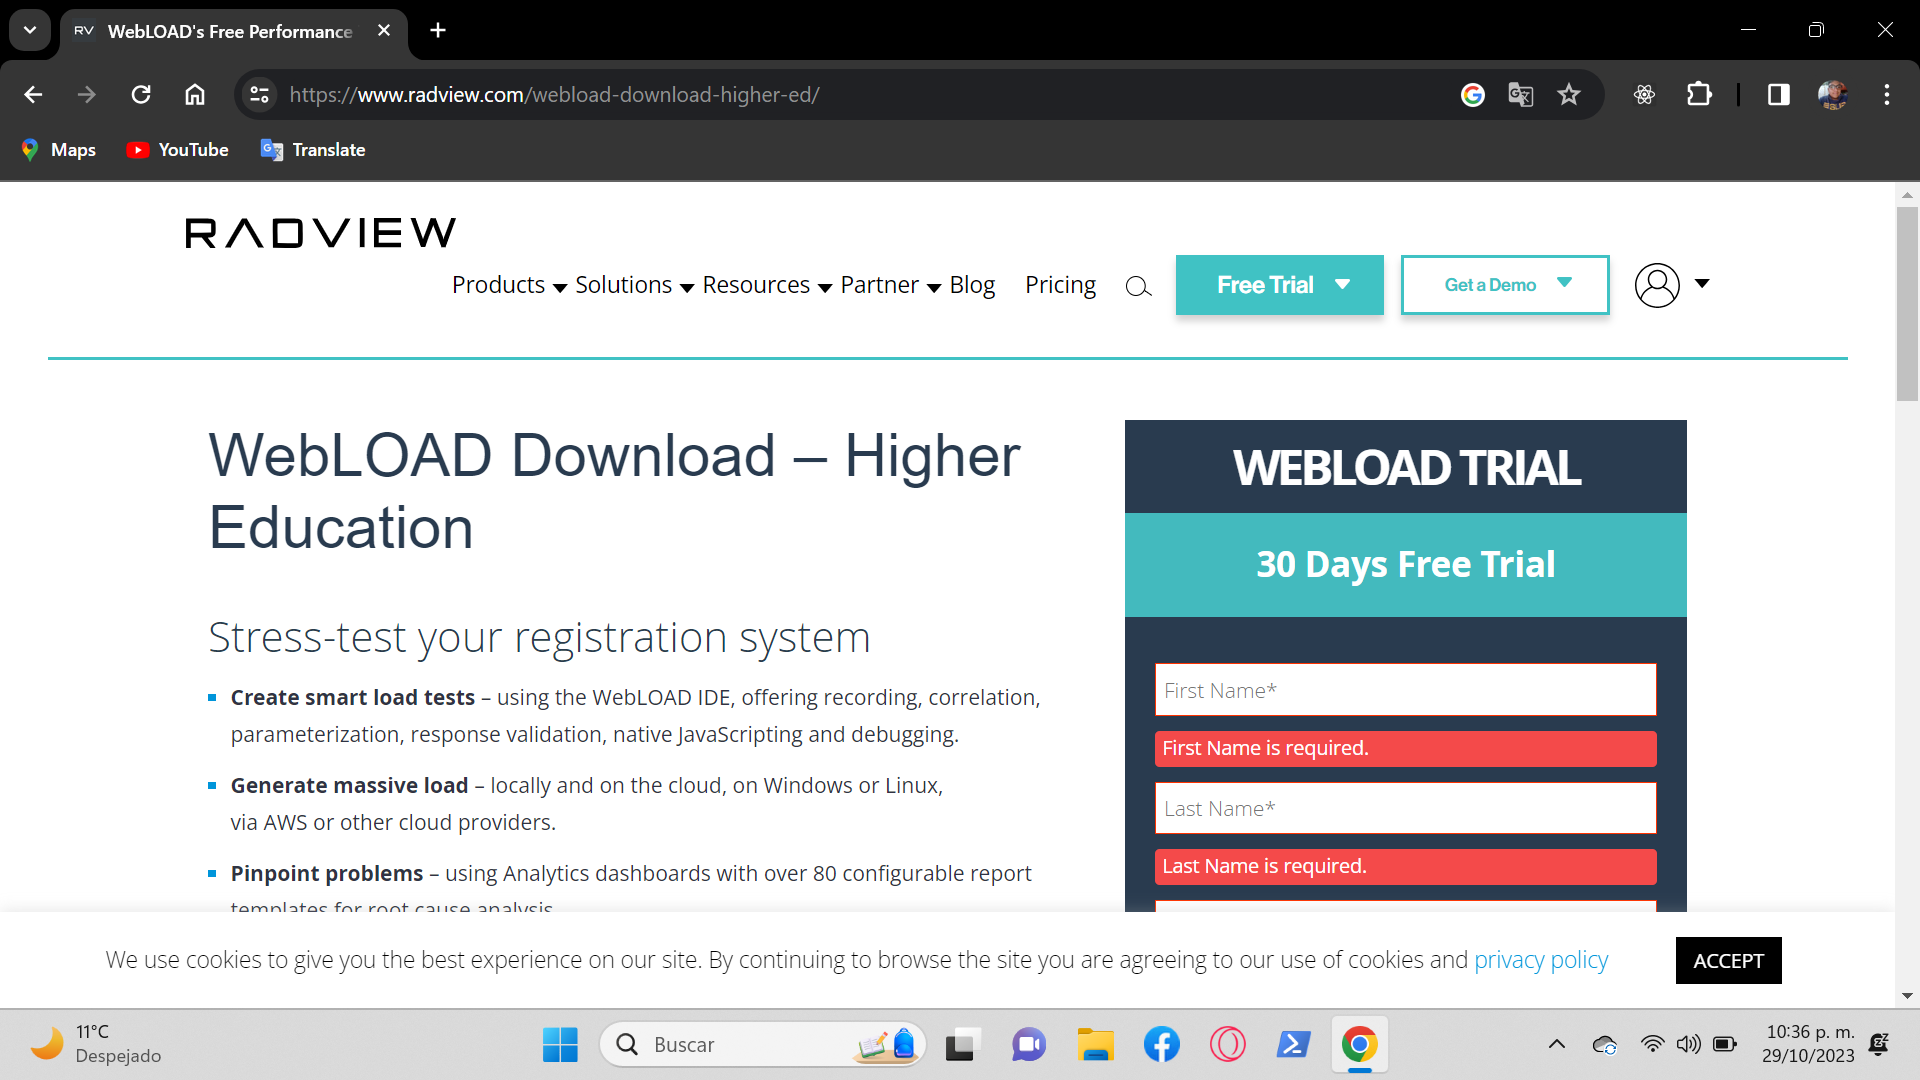 RV WebLOAD's Free Performance
https://www.radview.com/webload-download-higher-ed/
Maps YouTube Translate
RADVIEW
Products Solutions Resources Partner Blog Pricing Free Trial Get a Demo
WebLOAD Download – Higher
Education
Stress-test your registration system
Create smart load tests – using the WebLOAD IDE, offering recording, correlation,
parameterization, response validation, native JavaScripting and debugging.
Generate massive load – locally and on the cloud, on Windows or Linux,
via AWS or other cloud providers.
Pinpoint problems – using Analytics dashboards with over 80 configurable report
templates for root cause analysis
WEBLOAD TRIAL
30 Days Free Trial
First Name*
First Name is required.
Last Name*
Last Name is required.
We use cookies to give you the best experience on our site. By continuing to browse the site you are agreeing to our use of cookies and privacy policy
ACCEPT
11°C
Despejado
Buscar
10:36 p. m.
29/10/2023